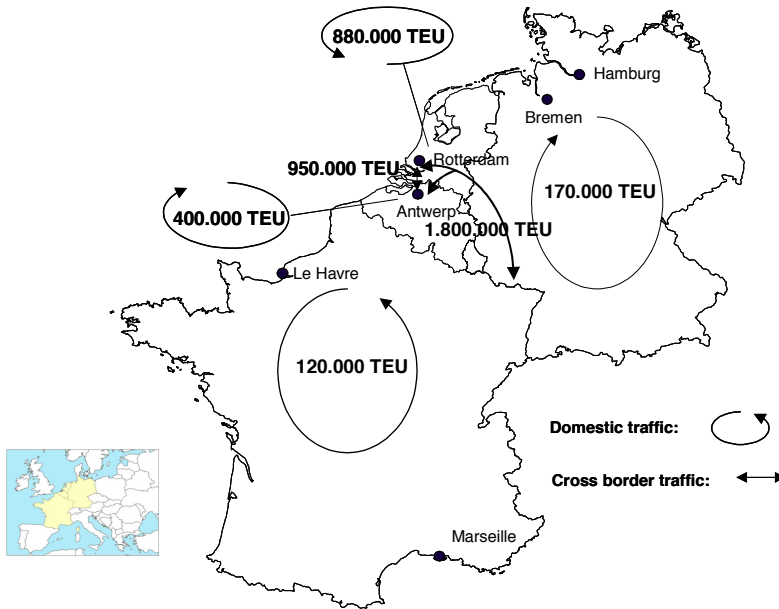 880.000 TEU
Hamburg
Bremen
Rotterdam
950.000 TEU
170.000 TEU
Antwerp
400.000 TEU
1.800.000 TEU
Le Havre
120.000 TEU
Domestic traffic:
Cross border traffic:
Marseille